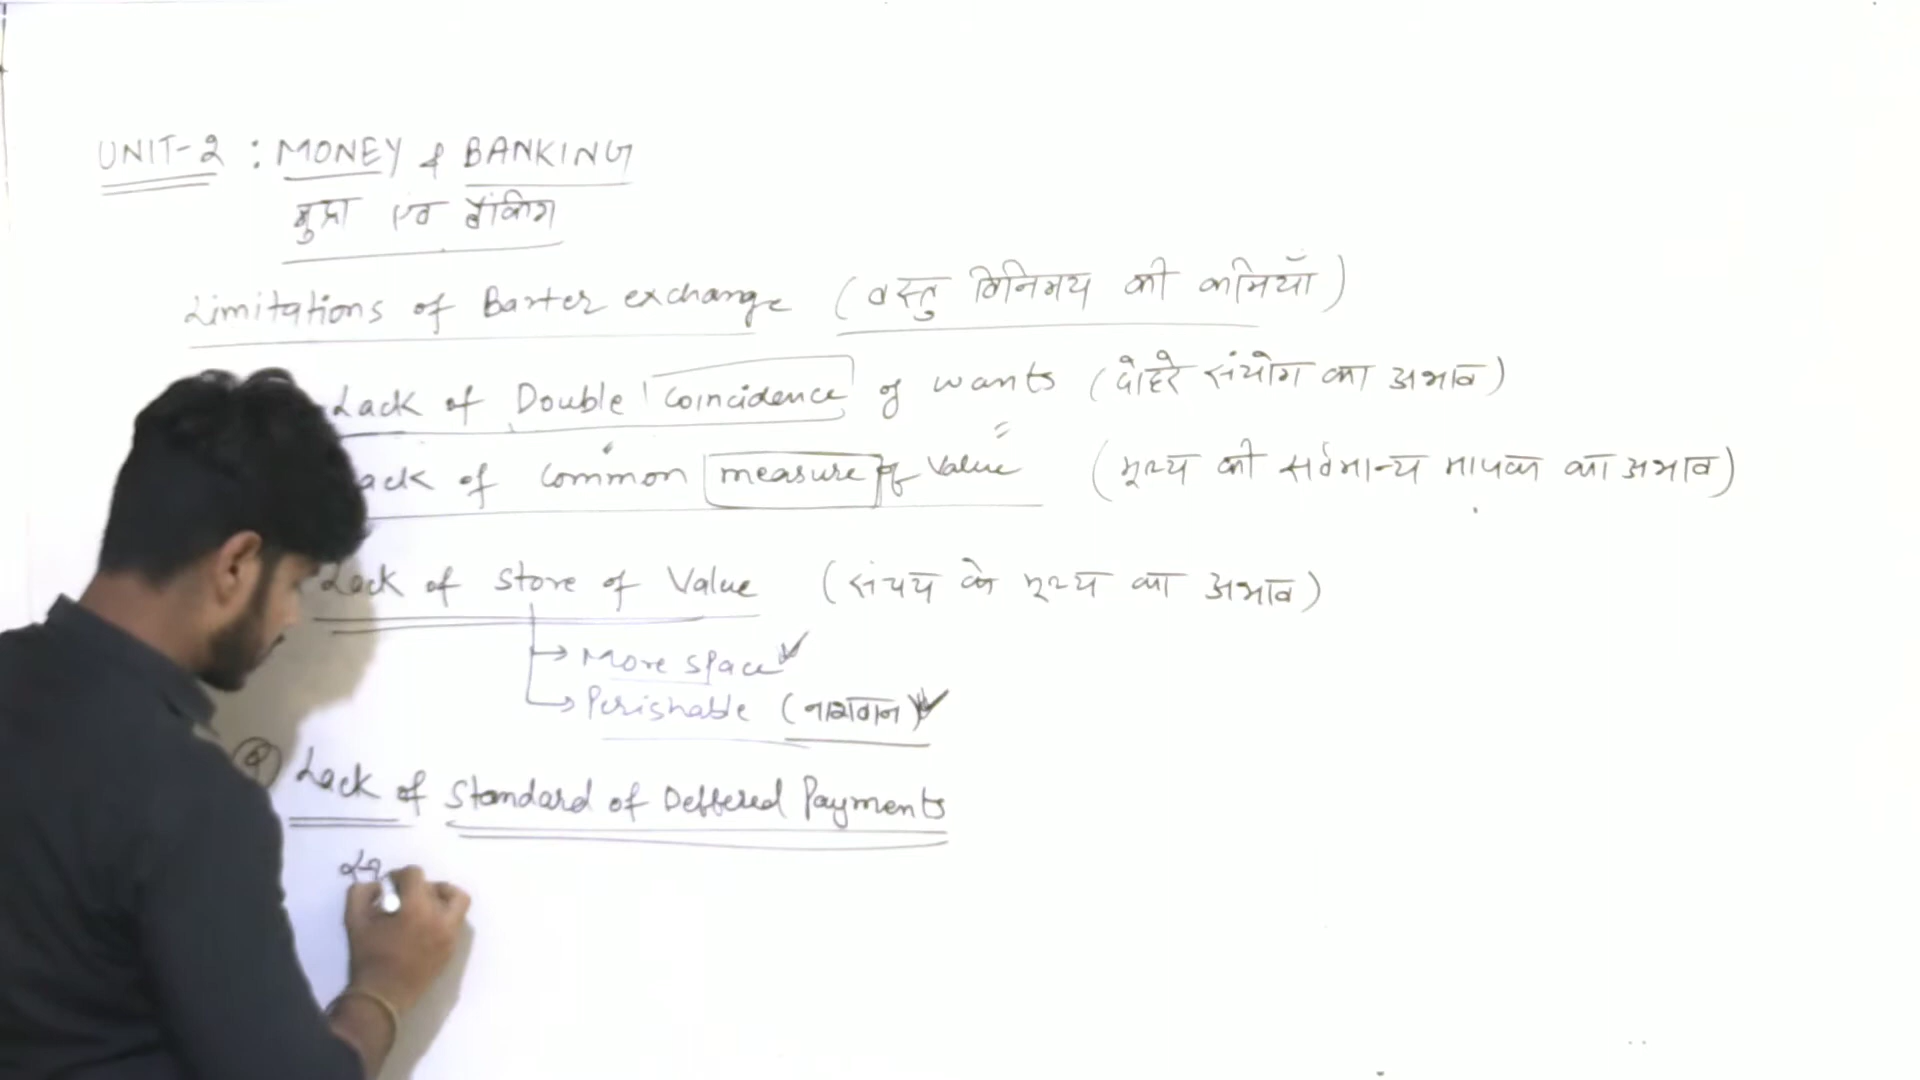 UNIT-2 : MONEY & BANKING
मुद्रा एवं बैंकिंग
Limitations of Barter exchange (वस्तु विनिमय की कमियाँ)
Lack of Double Coincidence of wants (दोहरे संयोग का अभाव)
Lack of Common measure of Value (मूल्य की सर्वमान्य मापक का अभाव)
Lack of Store of Value (संचय के मूल्य का अभाव)
→ More space
→ Perishable (नाशवान)
Lack of Standard of Deffered Payments